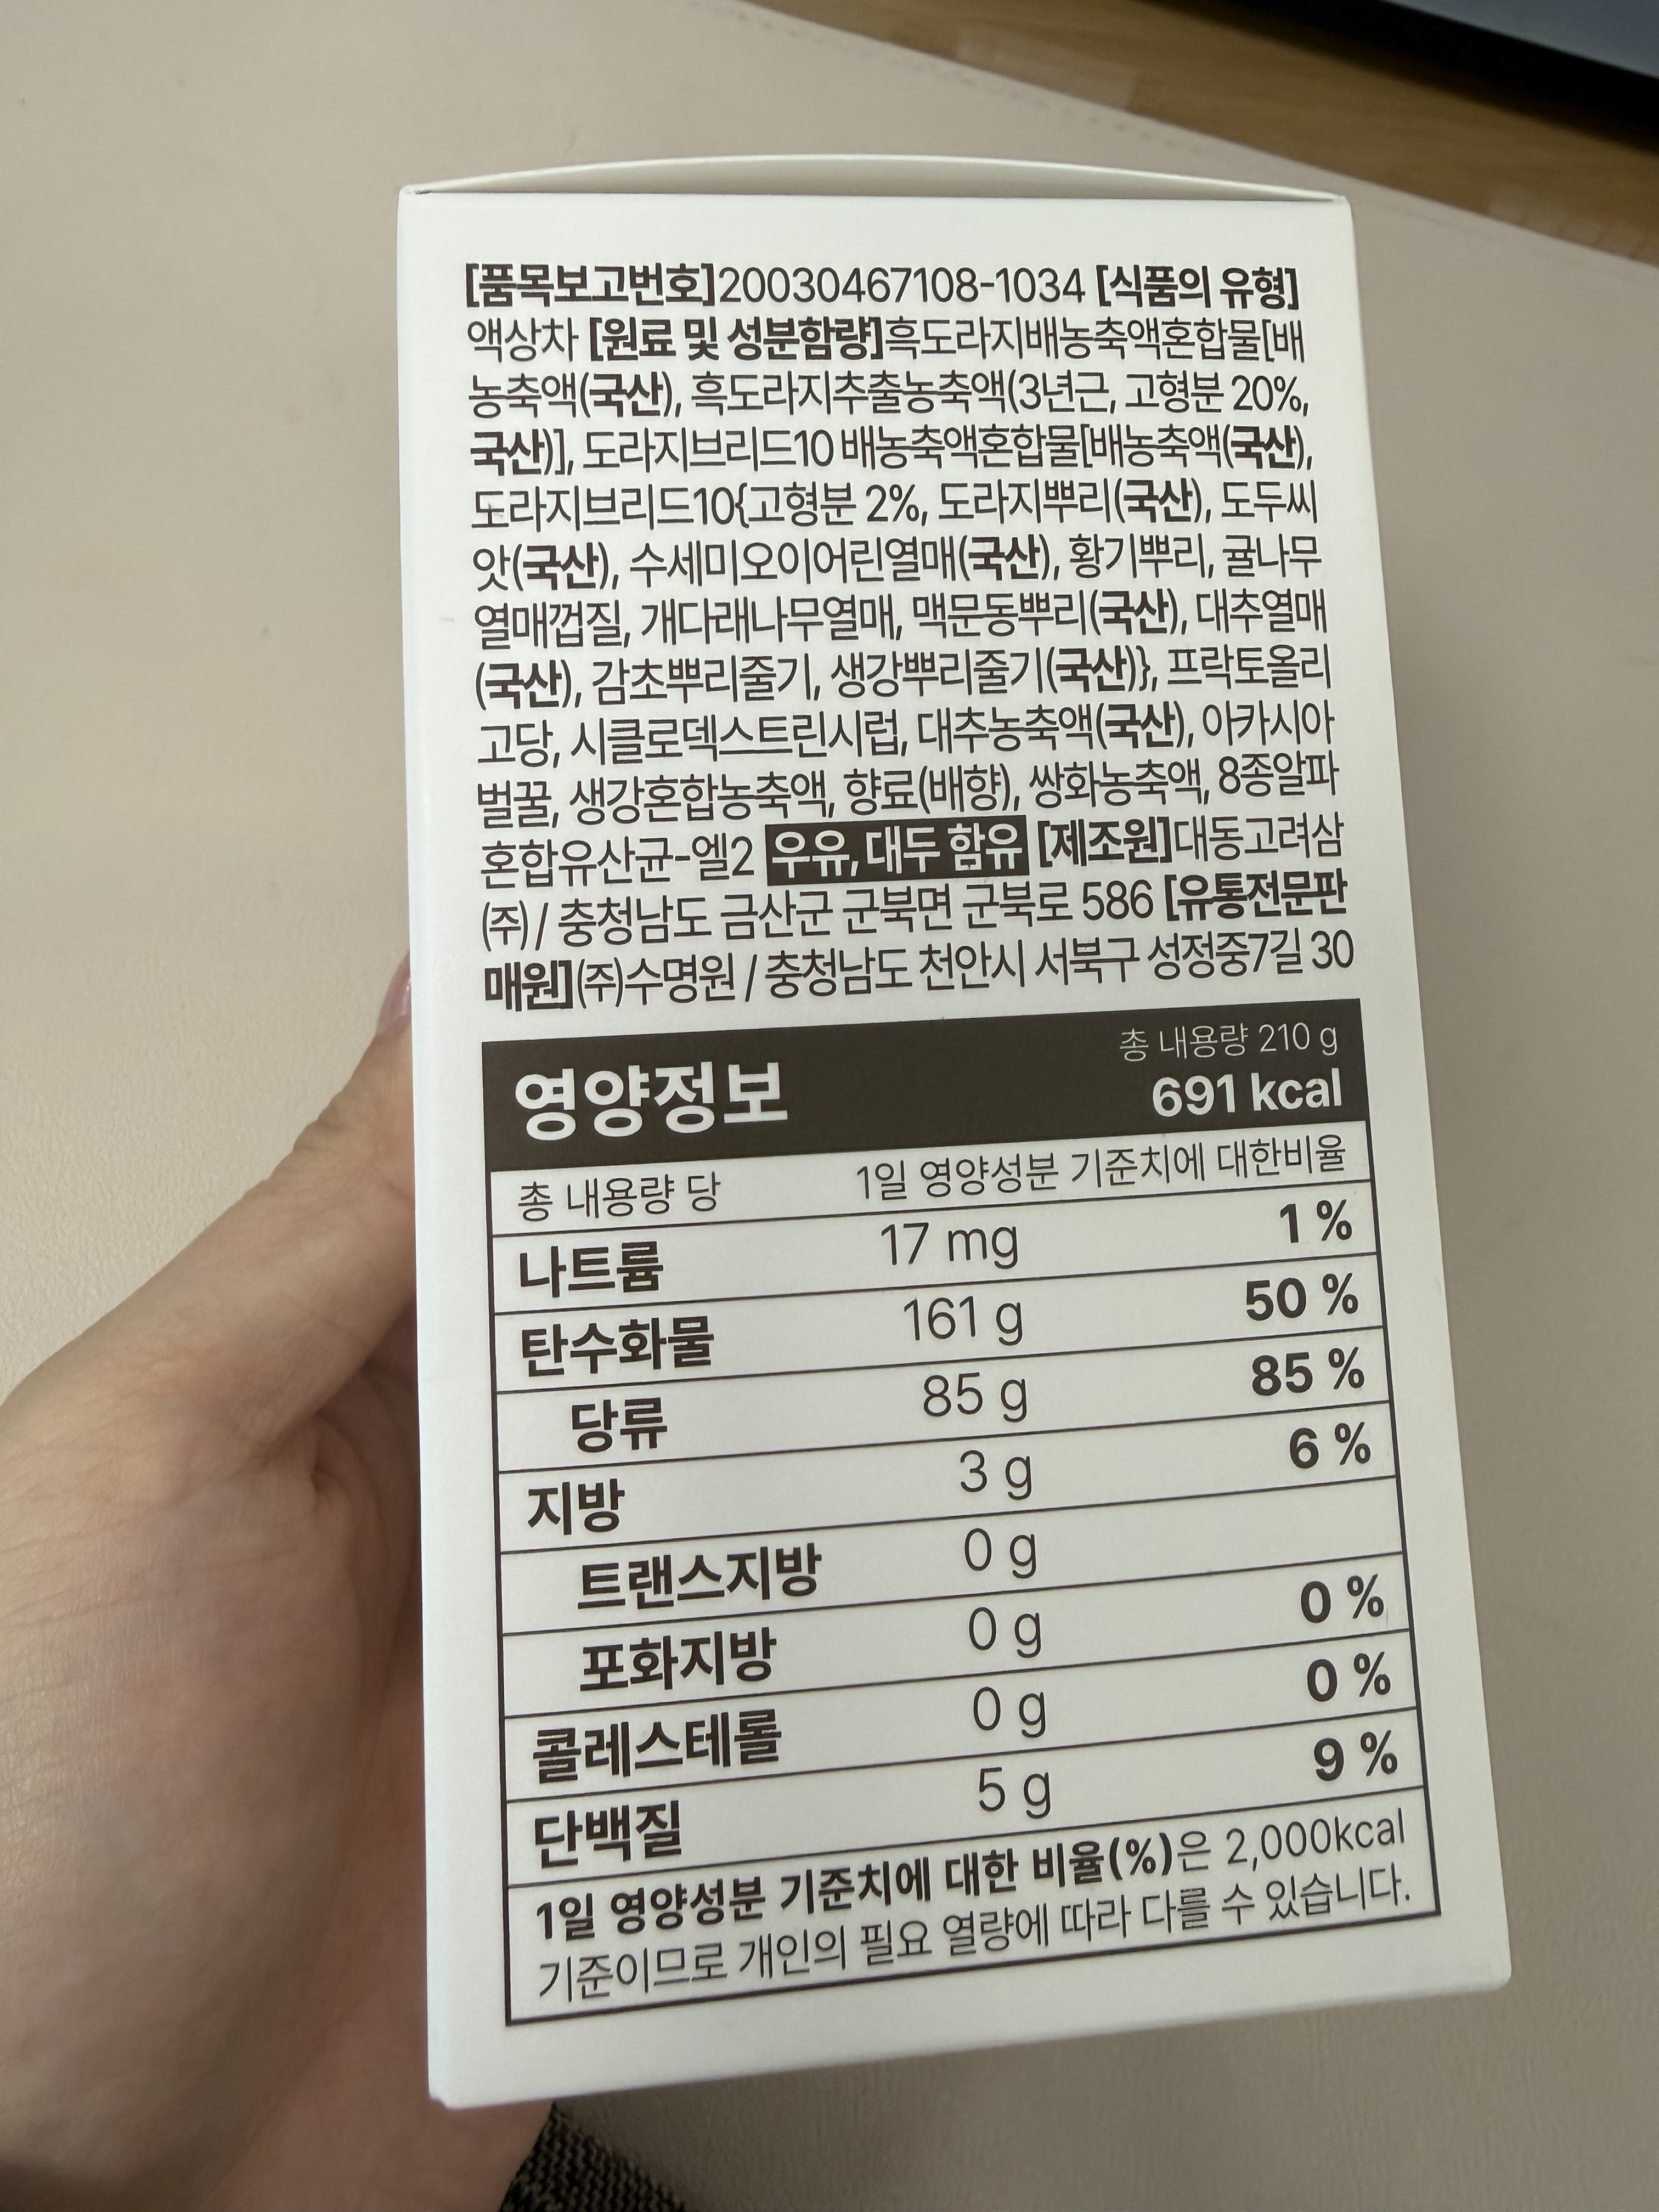 [품목보고번호]20030467108-1034 [식품의 유형]
액상차 [원료 및 성분함량]흑도라지배농축액혼합물[배
농축액(국산), 흑도라지추출농축액(3년근, 고형분 20%,
국산)], 도라지브리드10 배농축액혼합물[배농축액(국산),
도라지브리드10{고형분 2%, 도라지뿌리(국산), 도두씨
앗(국산), 수세미오이어린열매(국산), 황기뿌리, 귤나무
열매껍질, 개다래나무열매, 맥문동뿌리(국산), 대추열매
(국산), 감초뿌리줄기, 생강뿌리줄기(국산)}, 프락토올리
고당, 시클로덱스트린시럽, 대추농축액(국산), 아카시아
벌꿀, 생강혼합농축액, 향료(배향), 쌍화농축액, 8종알파
혼합유산균-엘2 우유, 대두 함유 [제조원]대동고려삼
㈜ / 충청남도 금산군 군북면 군북로 586 [유통전문판
매원]㈜수명원 / 충청남도 천안시 서북구 성정중7길 30
영양정보 총 내용량 210 g
691 kcal
총 내용량 당 1일 영양성분 기준치에 대한비율
나트륨 17 mg 1 %
탄수화물 161 g 50 %
당류 85 g 85 %
지방 3 g 6 %
트랜스지방 0 g
포화지방 0 g 0 %
콜레스테롤 0 g 0 %
단백질 5 g 9 %
1일 영양성분 기준치에 대한 비율(%)은 2,000kcal
기준이므로 개인의 필요 열량에 따라 다를 수 있습니다.